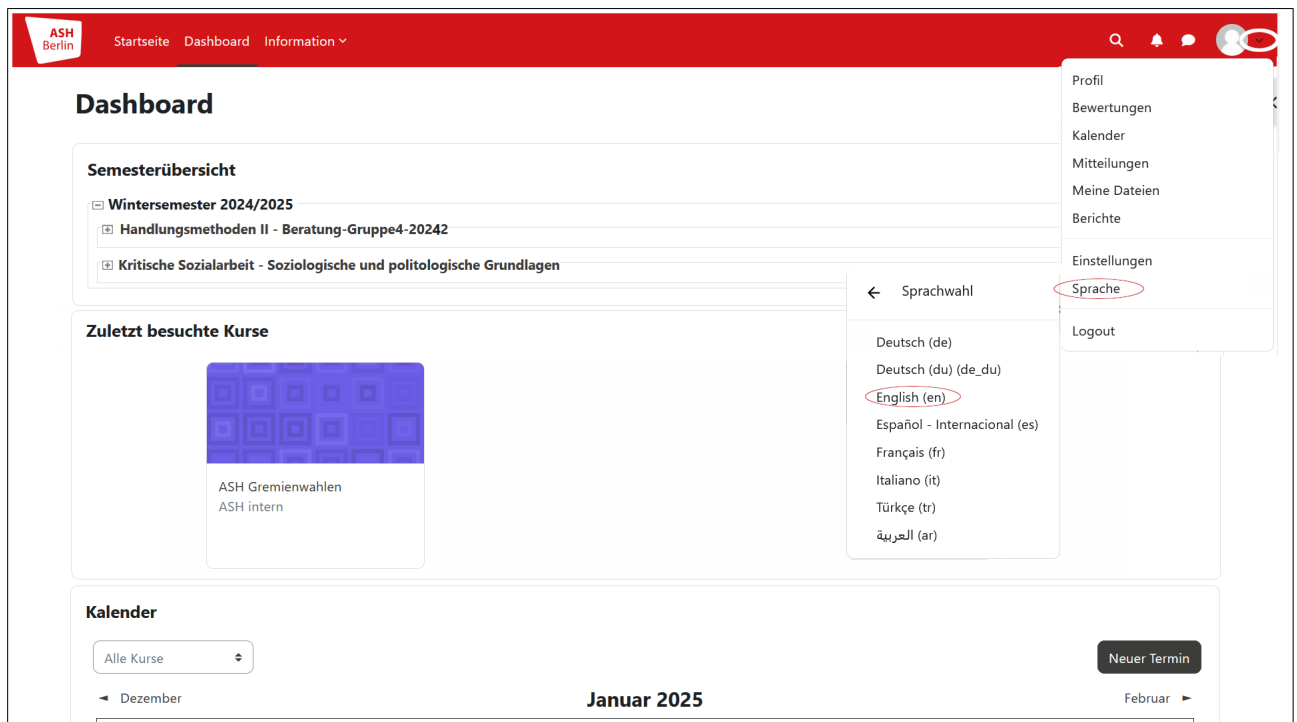 ASH
Berlin
Startseite Dashboard Information
Dashboard
Semesterübersicht
Wintersemester 2024/2025
Handlungsmethoden II - Beratung-Gruppe4-20242
Kritische Sozialarbeit - Soziologische und politologische Grundlagen
Zuletzt besuchte Kurse
ASH Gremienwahlen
ASH intern
Profil
Bewertungen
Kalender
Mitteilungen
Meine Dateien
Berichte
Einstellungen
Sprache
Logout
Sprachwahl
Deutsch (de)
Deutsch (du) (de_du)
English (en)
Español - Internacional (es)
Français (fr)
Italiano (it)
Türkçe (tr)
العربية (ar)
Kalender
Alle Kurse
Neuer Termin
◄ Dezember
Januar 2025
Februar ►